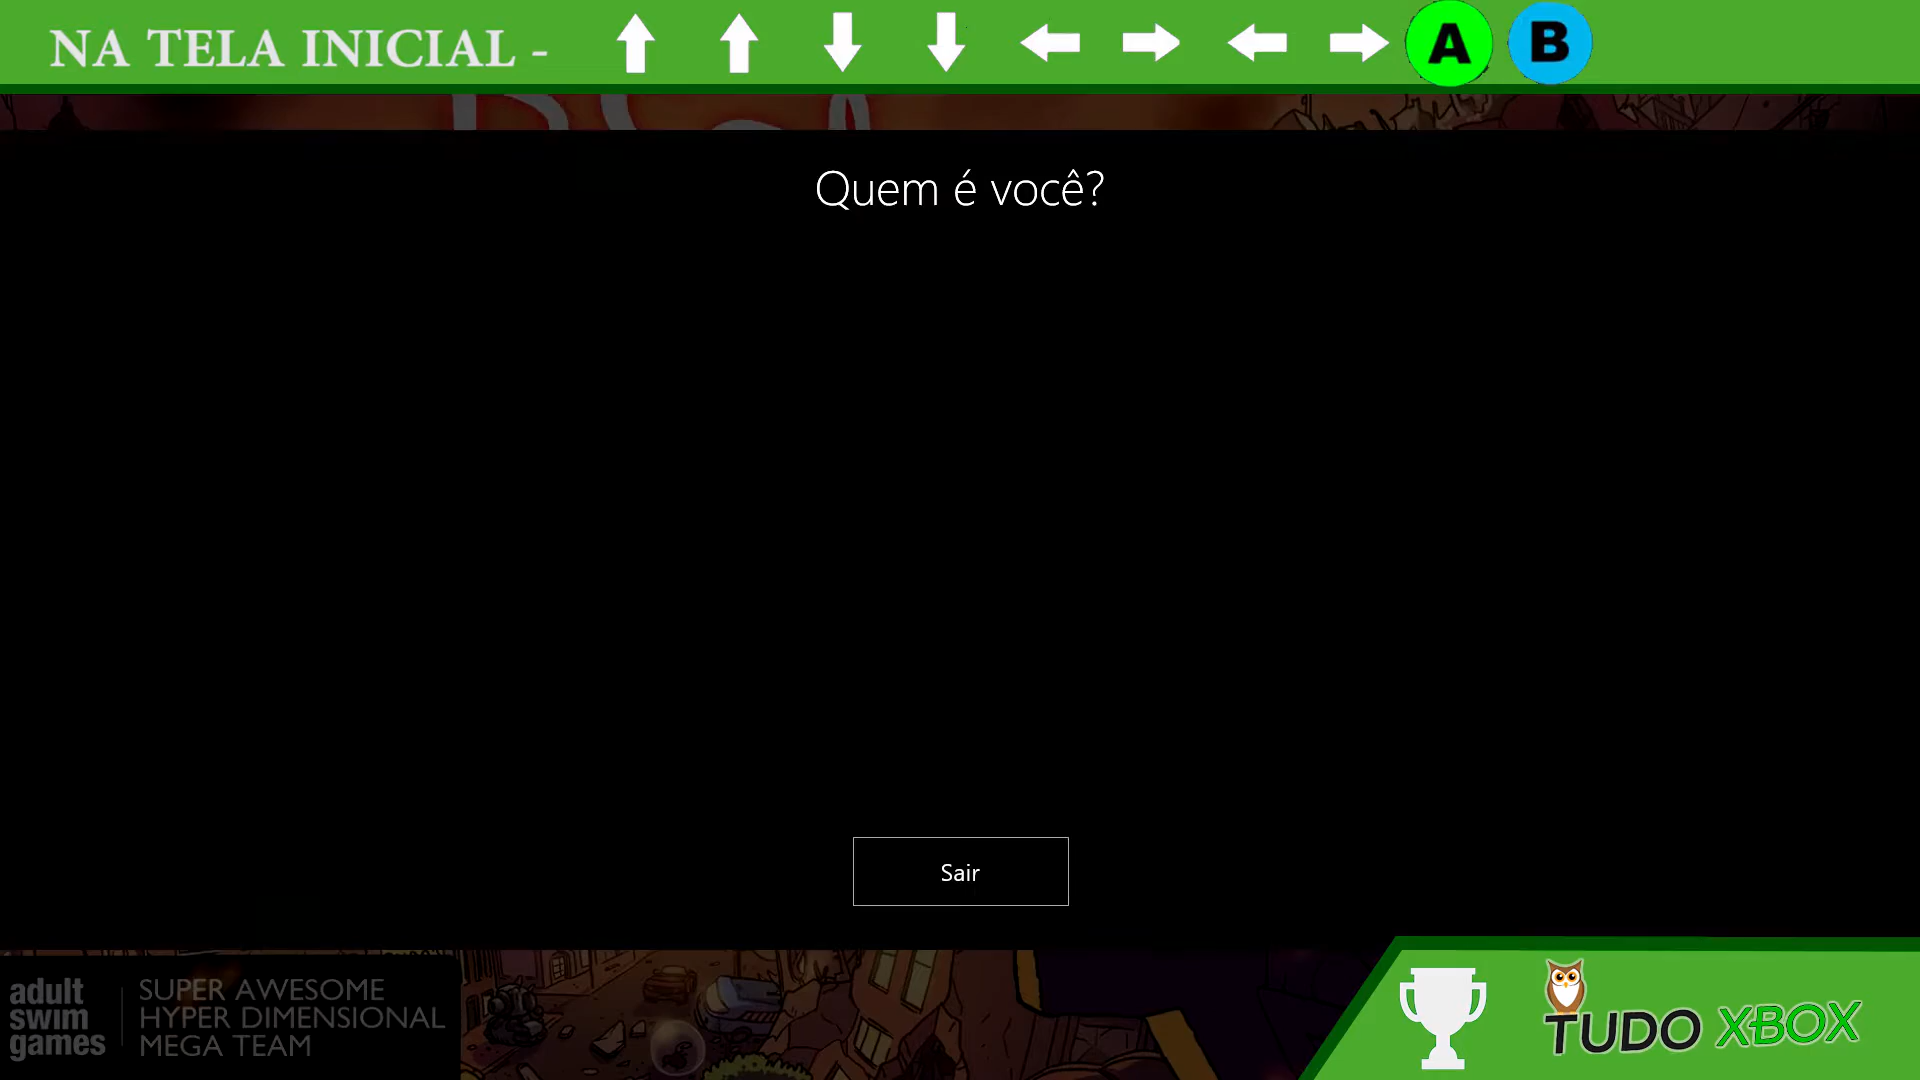 NA TELA INICIAL -
A B
Quem é você?
Sair
adult
swim
games
SUPER AWESOME
HYPER DIMENSIONAL
MEGA TEAM
TUDO XBOX